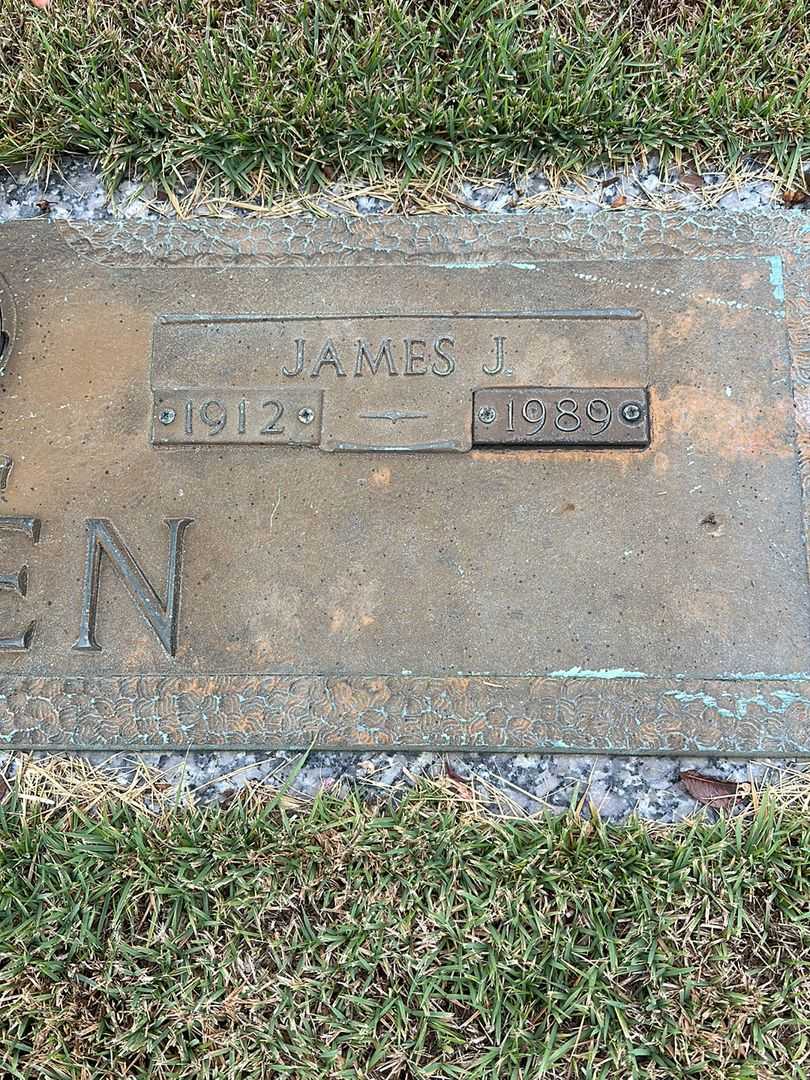 JAMES J.
1912 — 1989
EN